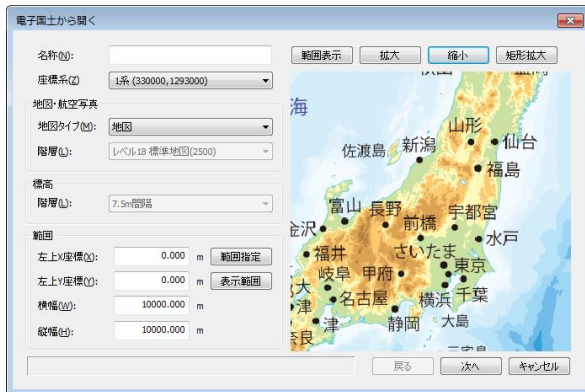 電子国土から開く
名称(N):
座標系(Z) 1系 (330000,1293000)
地図・航空写真
地図タイプ(M): 地図
階層(L): レベル18 標準地図(2500)
標高
階層(L): 7.5m間隔
範囲
左上X座標(X): 0.000 m 範囲指定
左上Y座標(Y): 0.000 m 表示範囲
横幅(W): 10000.000 m
縦幅(H): 10000.000 m
範囲表示 拡大 縮小 矩形拡大
海
山形
仙台
佐渡島 新潟
福島
富山 長野 宇都宮
金沢 前橋 水戸
福井 さいたま
岐阜 甲府 東京
大 名古屋 横浜 千葉
津 静岡 大島
津
奈良
戻る 次へ キャンセル